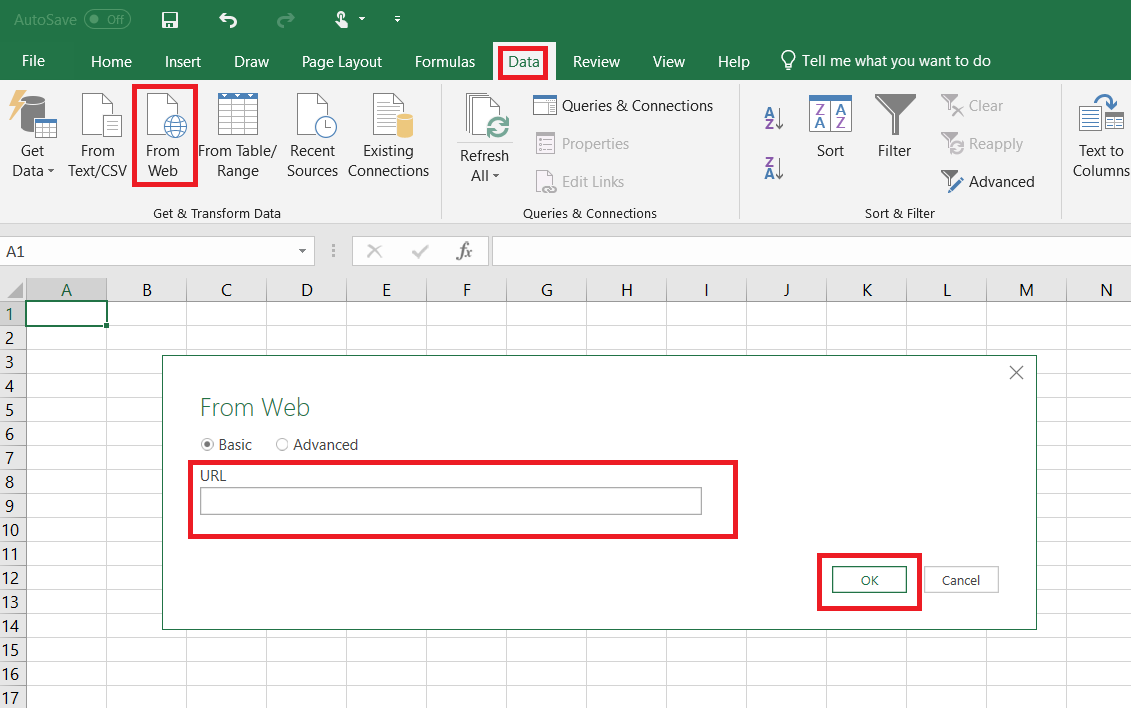 AutoSave Off
File Home Insert Draw Page Layout Formulas Data Review View Help Tell me what you want to do
Get Data
From Text/CSV
From Web
From Table/ Range
Recent Sources
Existing Connections
Get & Transform Data
Refresh All
Queries & Connections
Properties
Edit Links
Queries & Connections
A Z
Z A
Z A A Z
Sort
Filter
Clear
Reapply
Advanced
Sort & Filter
Text to Columns
A1 fx
A B C D E F G H I J K L M N
1
2
3
4
5
6
7
8
9
10
11
12
13
14
15
16
17
From Web
Basic Advanced
URL
OK Cancel